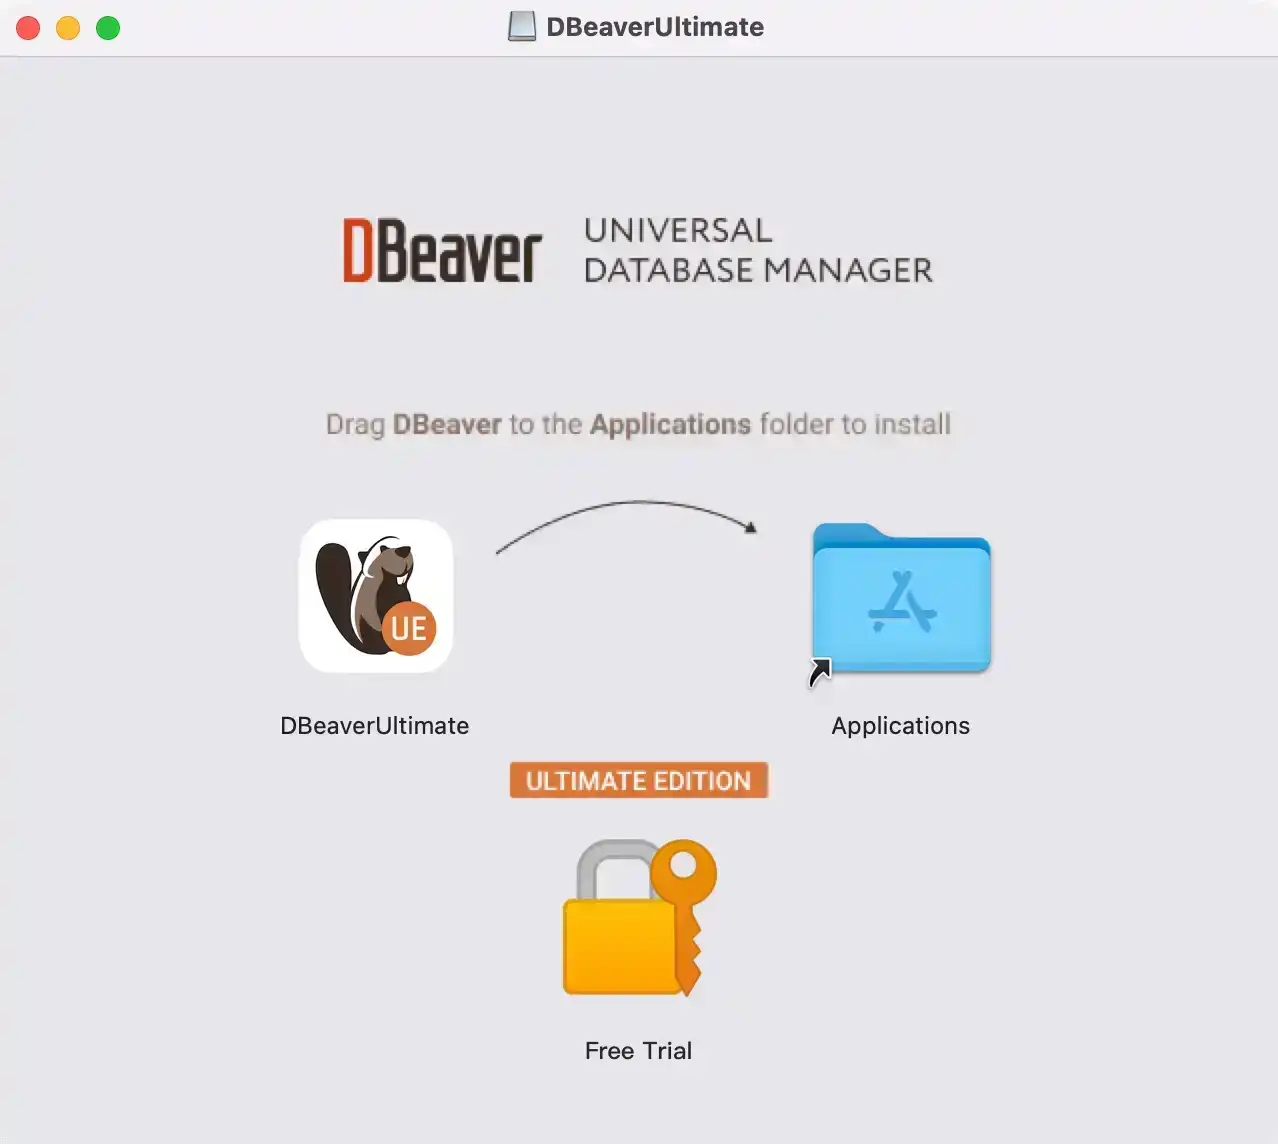 DBeaverUltimate
DBeaver
UNIVERSAL
DATABASE MANAGER
Drag DBeaver to the Applications folder to install
UE
DBeaverUltimate
Applications
ULTIMATE EDITION
Free Trial